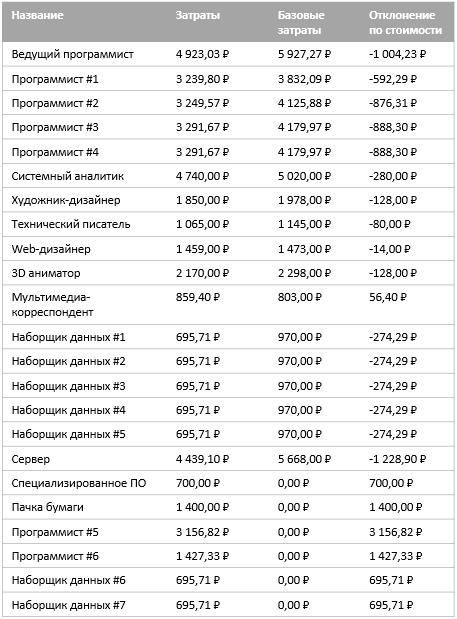 Название Затраты Базовые затраты Отклонение по стоимости
Ведущий программист 4 923,03 ₽ 5 927,27 ₽ -1 004,23 ₽
Программист #1 3 239,80 ₽ 3 832,09 ₽ -592,29 ₽
Программист #2 3 249,57 ₽ 4 125,88 ₽ -876,31 ₽
Программист #3 3 291,67 ₽ 4 179,97 ₽ -888,30 ₽
Программист #4 3 291,67 ₽ 4 179,97 ₽ -888,30 ₽
Системный аналитик 4 740,00 ₽ 5 020,00 ₽ -280,00 ₽
Художник-дизайнер 1 850,00 ₽ 1 978,00 ₽ -128,00 ₽
Технический писатель 1 065,00 ₽ 1 145,00 ₽ -80,00 ₽
Web-дизайнер 1 459,00 ₽ 1 473,00 ₽ -14,00 ₽
3D аниматор 2 170,00 ₽ 2 298,00 ₽ -128,00 ₽
Мультимедиа-корреспондент 859,40 ₽ 803,00 ₽ 56,40 ₽
Наборщик данных #1 695,71 ₽ 970,00 ₽ -274,29 ₽
Наборщик данных #2 695,71 ₽ 970,00 ₽ -274,29 ₽
Наборщик данных #3 695,71 ₽ 970,00 ₽ -274,29 ₽
Наборщик данных #4 695,71 ₽ 970,00 ₽ -274,29 ₽
Наборщик данных #5 695,71 ₽ 970,00 ₽ -274,29 ₽
Сервер 4 439,10 ₽ 5 668,00 ₽ -1 228,90 ₽
Специализированное ПО 700,00 ₽ 0,00 ₽ 700,00 ₽
Пачка бумаги 1 400,00 ₽ 0,00 ₽ 1 400,00 ₽
Программист #5 3 156,82 ₽ 0,00 ₽ 3 156,82 ₽
Программист #6 1 427,33 ₽ 0,00 ₽ 1 427,33 ₽
Наборщик данных #6 695,71 ₽ 0,00 ₽ 695,71 ₽
Наборщик данных #7 695,71 ₽ 0,00 ₽ 695,71 ₽